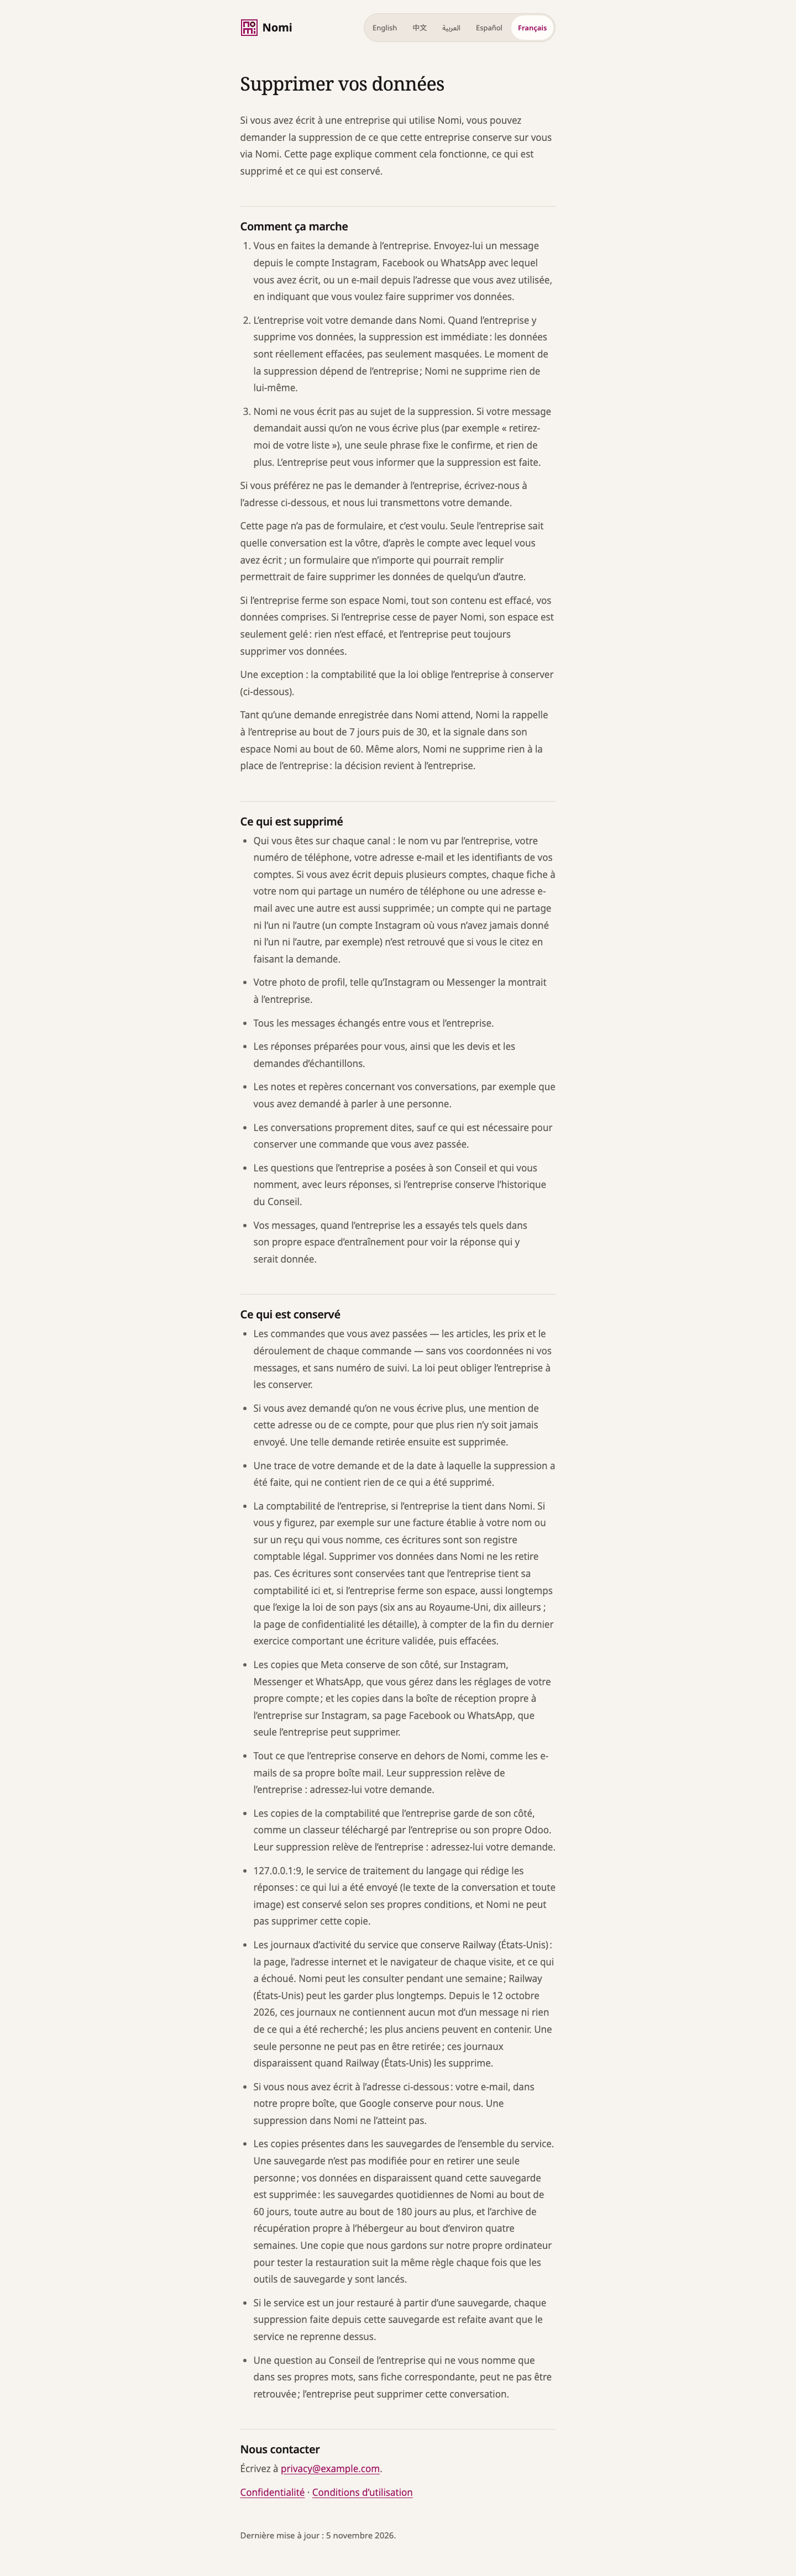 nomi Nomi
English 中文 العربية Español Français
Supprimer vos données
Si vous avez écrit à une entreprise qui utilise Nomi, vous pouvez
demander la suppression de ce que cette entreprise conserve sur vous
via Nomi. Cette page explique comment cela fonctionne, ce qui est
supprimé et ce qui est conservé.
Comment ça marche
1. Vous en faites la demande à l’entreprise. Envoyez-lui un message
depuis le compte Instagram, Facebook ou WhatsApp avec lequel
vous avez écrit, ou un e-mail depuis l’adresse que vous avez utilisée,
en indiquant que vous voulez faire supprimer vos données.
2. L’entreprise voit votre demande dans Nomi. Quand l’entreprise y
supprime vos données, la suppression est immédiate : les données
sont réellement effacées, pas seulement masquées. Le moment de
la suppression dépend de l’entreprise ; Nomi ne supprime rien de
lui-même.
3. Nomi ne vous écrit pas au sujet de la suppression. Si votre message
demandait aussi qu’on ne vous écrive plus (par exemple « retirez-
moi de votre liste »), une seule phrase fixe le confirme, et rien de
plus. L’entreprise peut vous informer que la suppression est faite.
Si vous préférez ne pas le demander à l’entreprise, écrivez-nous à
l’adresse ci-dessous, et nous lui transmettons votre demande.
Cette page n’a pas de formulaire, et c’est voulu. Seule l’entreprise sait
quelle conversation est la vôtre, d’après le compte avec lequel vous
avez écrit ; un formulaire que n’importe qui pourrait remplir
permettrait de faire supprimer les données de quelqu’un d’autre.
Si l’entreprise ferme son espace Nomi, tout son contenu est effacé, vos
données comprises. Si l’entreprise cesse de payer Nomi, son espace est
seulement gelé : rien n’est effacé, et l’entreprise peut toujours
supprimer vos données.
Une exception : la comptabilité que la loi oblige l’entreprise à conserver
(ci-dessous).
Tant qu’une demande enregistrée dans Nomi attend, Nomi la rappelle
à l’entreprise au bout de 7 jours puis de 30, et la signale dans son
espace Nomi au bout de 60. Même alors, Nomi ne supprime rien à la
place de l’entreprise : la décision revient à l’entreprise.
Ce qui est supprimé
• Qui vous êtes sur chaque canal : le nom vu par l’entreprise, votre
numéro de téléphone, votre adresse e-mail et les identifiants de vos
comptes. Si vous avez écrit depuis plusieurs comptes, chaque fiche à
votre nom qui partage un numéro de téléphone ou une adresse e-
mail avec une autre est aussi supprimée ; un compte qui ne partage
ni l’un ni l’autre (un compte Instagram où vous n’avez jamais donné
ni l’un ni l’autre, par exemple) n’est retrouvé que si vous le citez en
faisant la demande.
• Votre photo de profil, telle qu’Instagram ou Messenger la montrait
à l’entreprise.
• Tous les messages échangés entre vous et l’entreprise.
• Les réponses préparées pour vous, ainsi que les devis et les
demandes d’échantillons.
• Les notes et repères concernant vos conversations, par exemple que
vous avez demandé à parler à une personne.
• Les conversations proprement dites, sauf ce qui est nécessaire pour
conserver une commande que vous avez passée.
• Les questions que l’entreprise a posées à son Conseil et qui vous
nomment, avec leurs réponses, si l’entreprise conserve l’historique
du Conseil.
• Vos messages, quand l’entreprise les a essayés tels quels dans
son propre espace d’entraînement pour voir la réponse qui y
serait donnée.
Ce qui est conservé
• Les commandes que vous avez passées — les articles, les prix et le
déroulement de chaque commande — sans vos coordonnées ni vos
messages, et sans numéro de suivi. La loi peut obliger l’entreprise à
les conserver.
• Si vous avez demandé qu’on ne vous écrive plus, une mention de
cette adresse ou de ce compte, pour que plus rien n’y soit jamais
envoyé. Une telle demande retirée ensuite est supprimée.
• Une trace de votre demande et de la date à laquelle la suppression a
été faite, qui ne contient rien de ce qui a été supprimé.
• La comptabilité de l’entreprise, si l’entreprise la tient dans Nomi. Si
vous y figurez, par exemple sur une facture établie à votre nom ou
sur un reçu qui vous nomme, ces écritures sont son registre
comptable légal. Supprimer vos données dans Nomi ne les retire
pas. Ces écritures sont conservées tant que l’entreprise tient sa
comptabilité ici et, si l’entreprise ferme son espace, aussi longtemps
que l’exige la loi de son pays (six ans au Royaume-Uni, dix ailleurs ;
la page de confidentialité les détaille), à compter de la fin du dernier
exercice comportant une écriture validée, puis effacées.
• Les copies que Meta conserve de son côté, sur Instagram,
Messenger et WhatsApp, que vous gérez dans les réglages de votre
propre compte ; et les copies dans la boîte de réception propre à
l’entreprise sur Instagram, sa page Facebook ou WhatsApp, que
seule l’entreprise peut supprimer.
• Tout ce que l’entreprise conserve en dehors de Nomi, comme les e-
mails de sa propre boîte mail. Leur suppression relève de
l’entreprise : adressez-lui votre demande.
• Les copies de la comptabilité que l’entreprise garde de son côté,
comme un classeur téléchargé par l’entreprise ou son propre Odoo.
Leur suppression relève de l’entreprise : adressez-lui votre demande.
• 127.0.0.1:9, le service de traitement du langage qui rédige les
réponses : ce qui lui a été envoyé (le texte de la conversation et toute
image) est conservé selon ses propres conditions, et Nomi ne peut
pas supprimer cette copie.
• Les journaux d’activité du service que conserve Railway (États-Unis) :
la page, l’adresse internet et le navigateur de chaque visite, et ce qui
a échoué. Nomi peut les consulter pendant une semaine ; Railway
(États-Unis) peut les garder plus longtemps. Depuis le 12 octobre
2026, ces journaux ne contiennent aucun mot d’un message ni rien
de ce qui a été recherché ; les plus anciens peuvent en contenir. Une
seule personne ne peut pas en être retirée ; ces journaux
disparaissent quand Railway (États-Unis) les supprime.
• Si vous nous avez écrit à l’adresse ci-dessous : votre e-mail, dans
notre propre boîte, que Google conserve pour nous. Une
suppression dans Nomi ne l’atteint pas.
• Les copies présentes dans les sauvegardes de l’ensemble du service.
Une sauvegarde n’est pas modifiée pour en retirer une seule
personne ; vos données en disparaissent quand cette sauvegarde
est supprimée : les sauvegardes quotidiennes de Nomi au bout de
60 jours, toute autre au bout de 180 jours au plus, et l’archive de
récupération propre à l’hébergeur au bout d’environ quatre
semaines. Une copie que nous gardons sur notre propre ordinateur
pour tester la restauration suit la même règle chaque fois que les
outils de sauvegarde y sont lancés.
• Si le service est un jour restauré à partir d’une sauvegarde, chaque
suppression faite depuis cette sauvegarde est refaite avant que le
service ne reprenne dessus.
• Une question au Conseil de l’entreprise qui ne vous nomme que
dans ses propres mots, sans fiche correspondante, peut ne pas être
retrouvée ; l’entreprise peut supprimer cette conversation.
Nous contacter
Écrivez à privacy@example.com.
Confidentialité · Conditions d’utilisation
Dernière mise à jour : 5 novembre 2026.